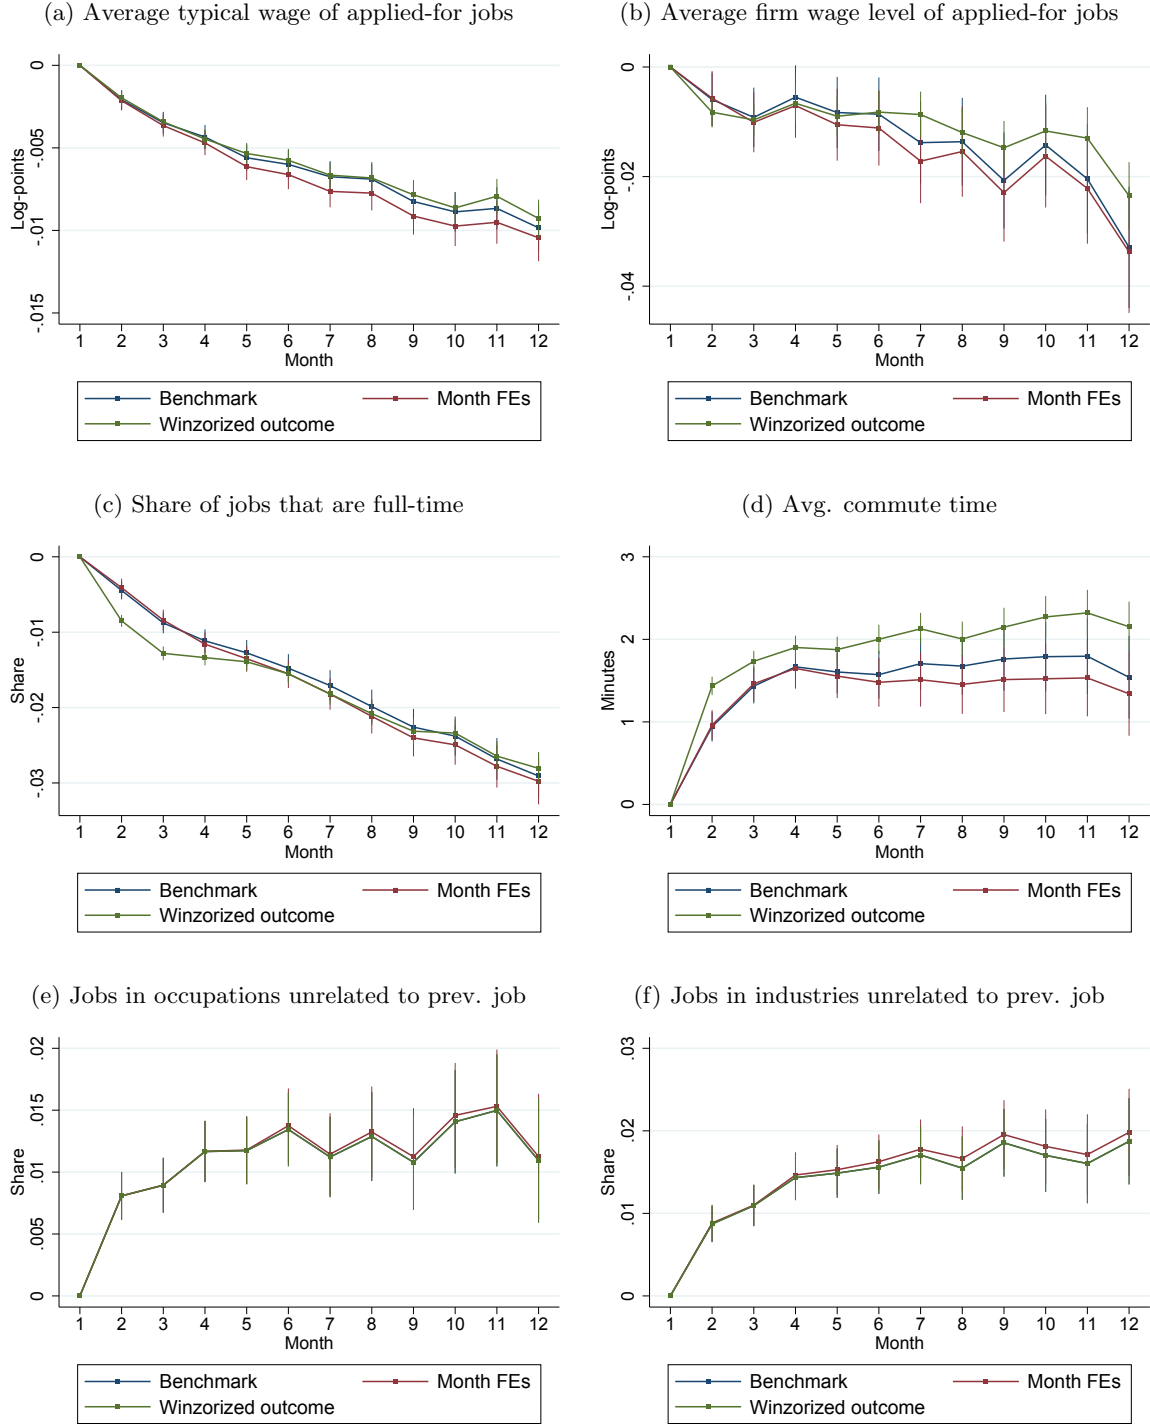 (a) Average typical wage of applied-for jobs
0
-.005
-.01
-.015
Log-points
1 2 3 4 5 6 7 8 9 10 11 12
Month
Benchmark Month FEs
Winzorized outcome
(b) Average firm wage level of applied-for jobs
0
-.02
-.04
Log-points
1 2 3 4 5 6 7 8 9 10 11 12
Month
Benchmark Month FEs
Winzorized outcome
(c) Share of jobs that are full-time
0
-.01
-.02
-.03
Share
1 2 3 4 5 6 7 8 9 10 11 12
Month
Benchmark Month FEs
Winzorized outcome
(d) Avg. commute time
3
2
1
0
Minutes
1 2 3 4 5 6 7 8 9 10 11 12
Month
Benchmark Month FEs
Winzorized outcome
(e) Jobs in occupations unrelated to prev. job
.02
.015
.01
.005
0
Share
1 2 3 4 5 6 7 8 9 10 11 12
Month
Benchmark Month FEs
Winzorized outcome
(f) Jobs in industries unrelated to prev. job
.03
.02
.01
0
Share
1 2 3 4 5 6 7 8 9 10 11 12
Month
Benchmark Month FEs
Winzorized outcome